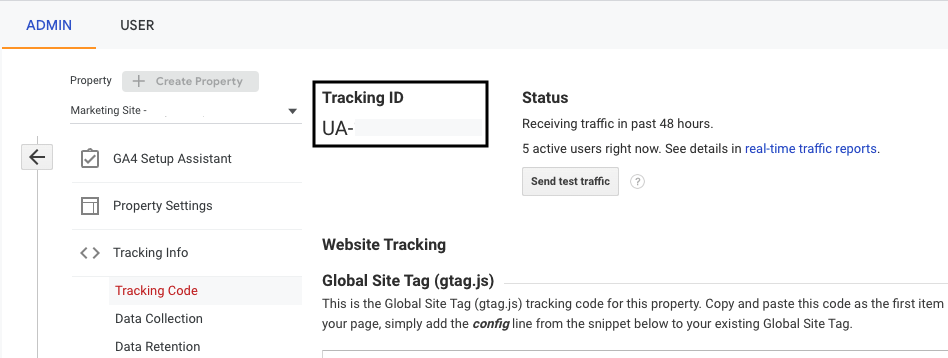 ADMIN USER
Property + Create Property
Marketing Site -
GA4 Setup Assistant
Property Settings
Tracking Info
Tracking Code
Data Collection
Data Retention
Tracking ID
UA-
Status
Receiving traffic in past 48 hours.
5 active users right now. See details in real-time traffic reports.
Send test traffic ?
Website Tracking
Global Site Tag (gtag.js)
This is the Global Site Tag (gtag.js) tracking code for this property. Copy and paste this code as the first item
your page, simply add the config line from the snippet below to your existing Global Site Tag.